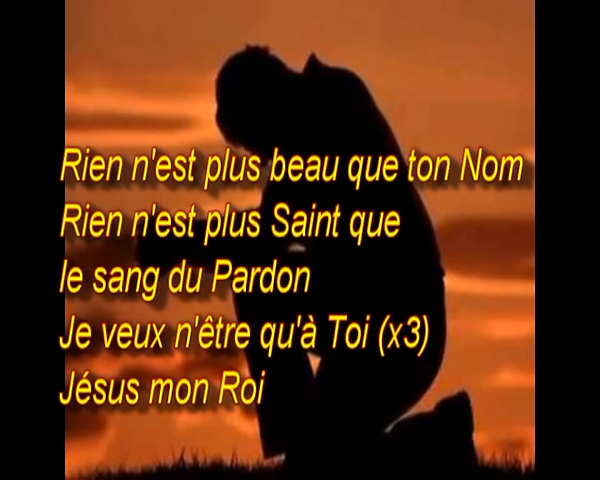 Rien n'est plus beau que ton Nom
Rien n'est plus Saint que
le sang du Pardon
Je veux n'être qu'à Toi (x3)
Jésus mon Roi